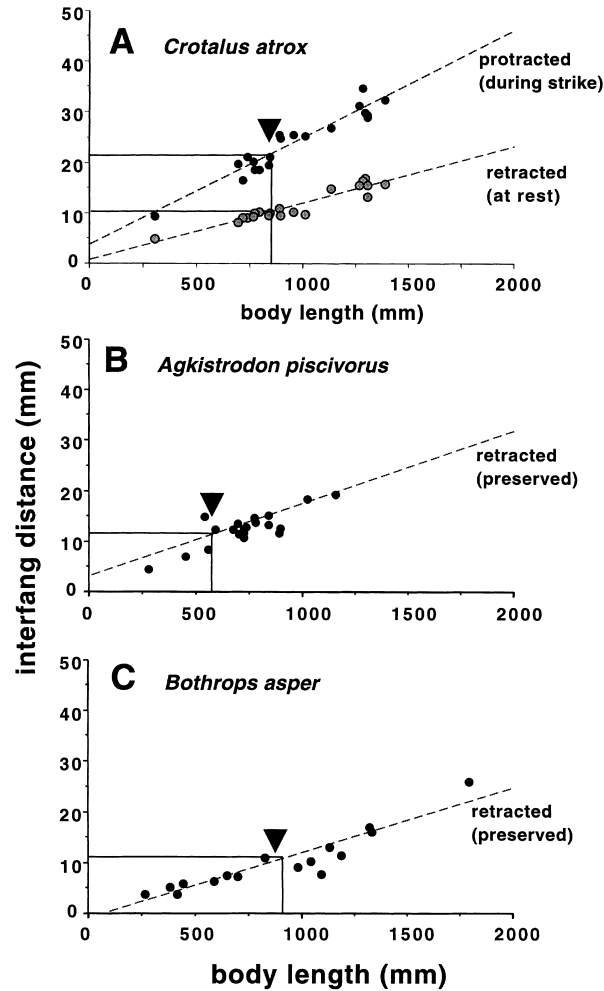 50
A Crotalus atrox
protracted
(during strike)
40
30
20
retracted
(at rest)
10
0
0 500 1000 1500 2000
body length (mm)
interfang distance (mm)
50
B Agkistrodon piscivorus
40
retracted
(preserved)
30
20
10
0
0 500 1000 1500 2000
50
C Bothrops asper
40
30
20
retracted
(preserved)
10
0
0 500 1000 1500 2000
body length (mm)